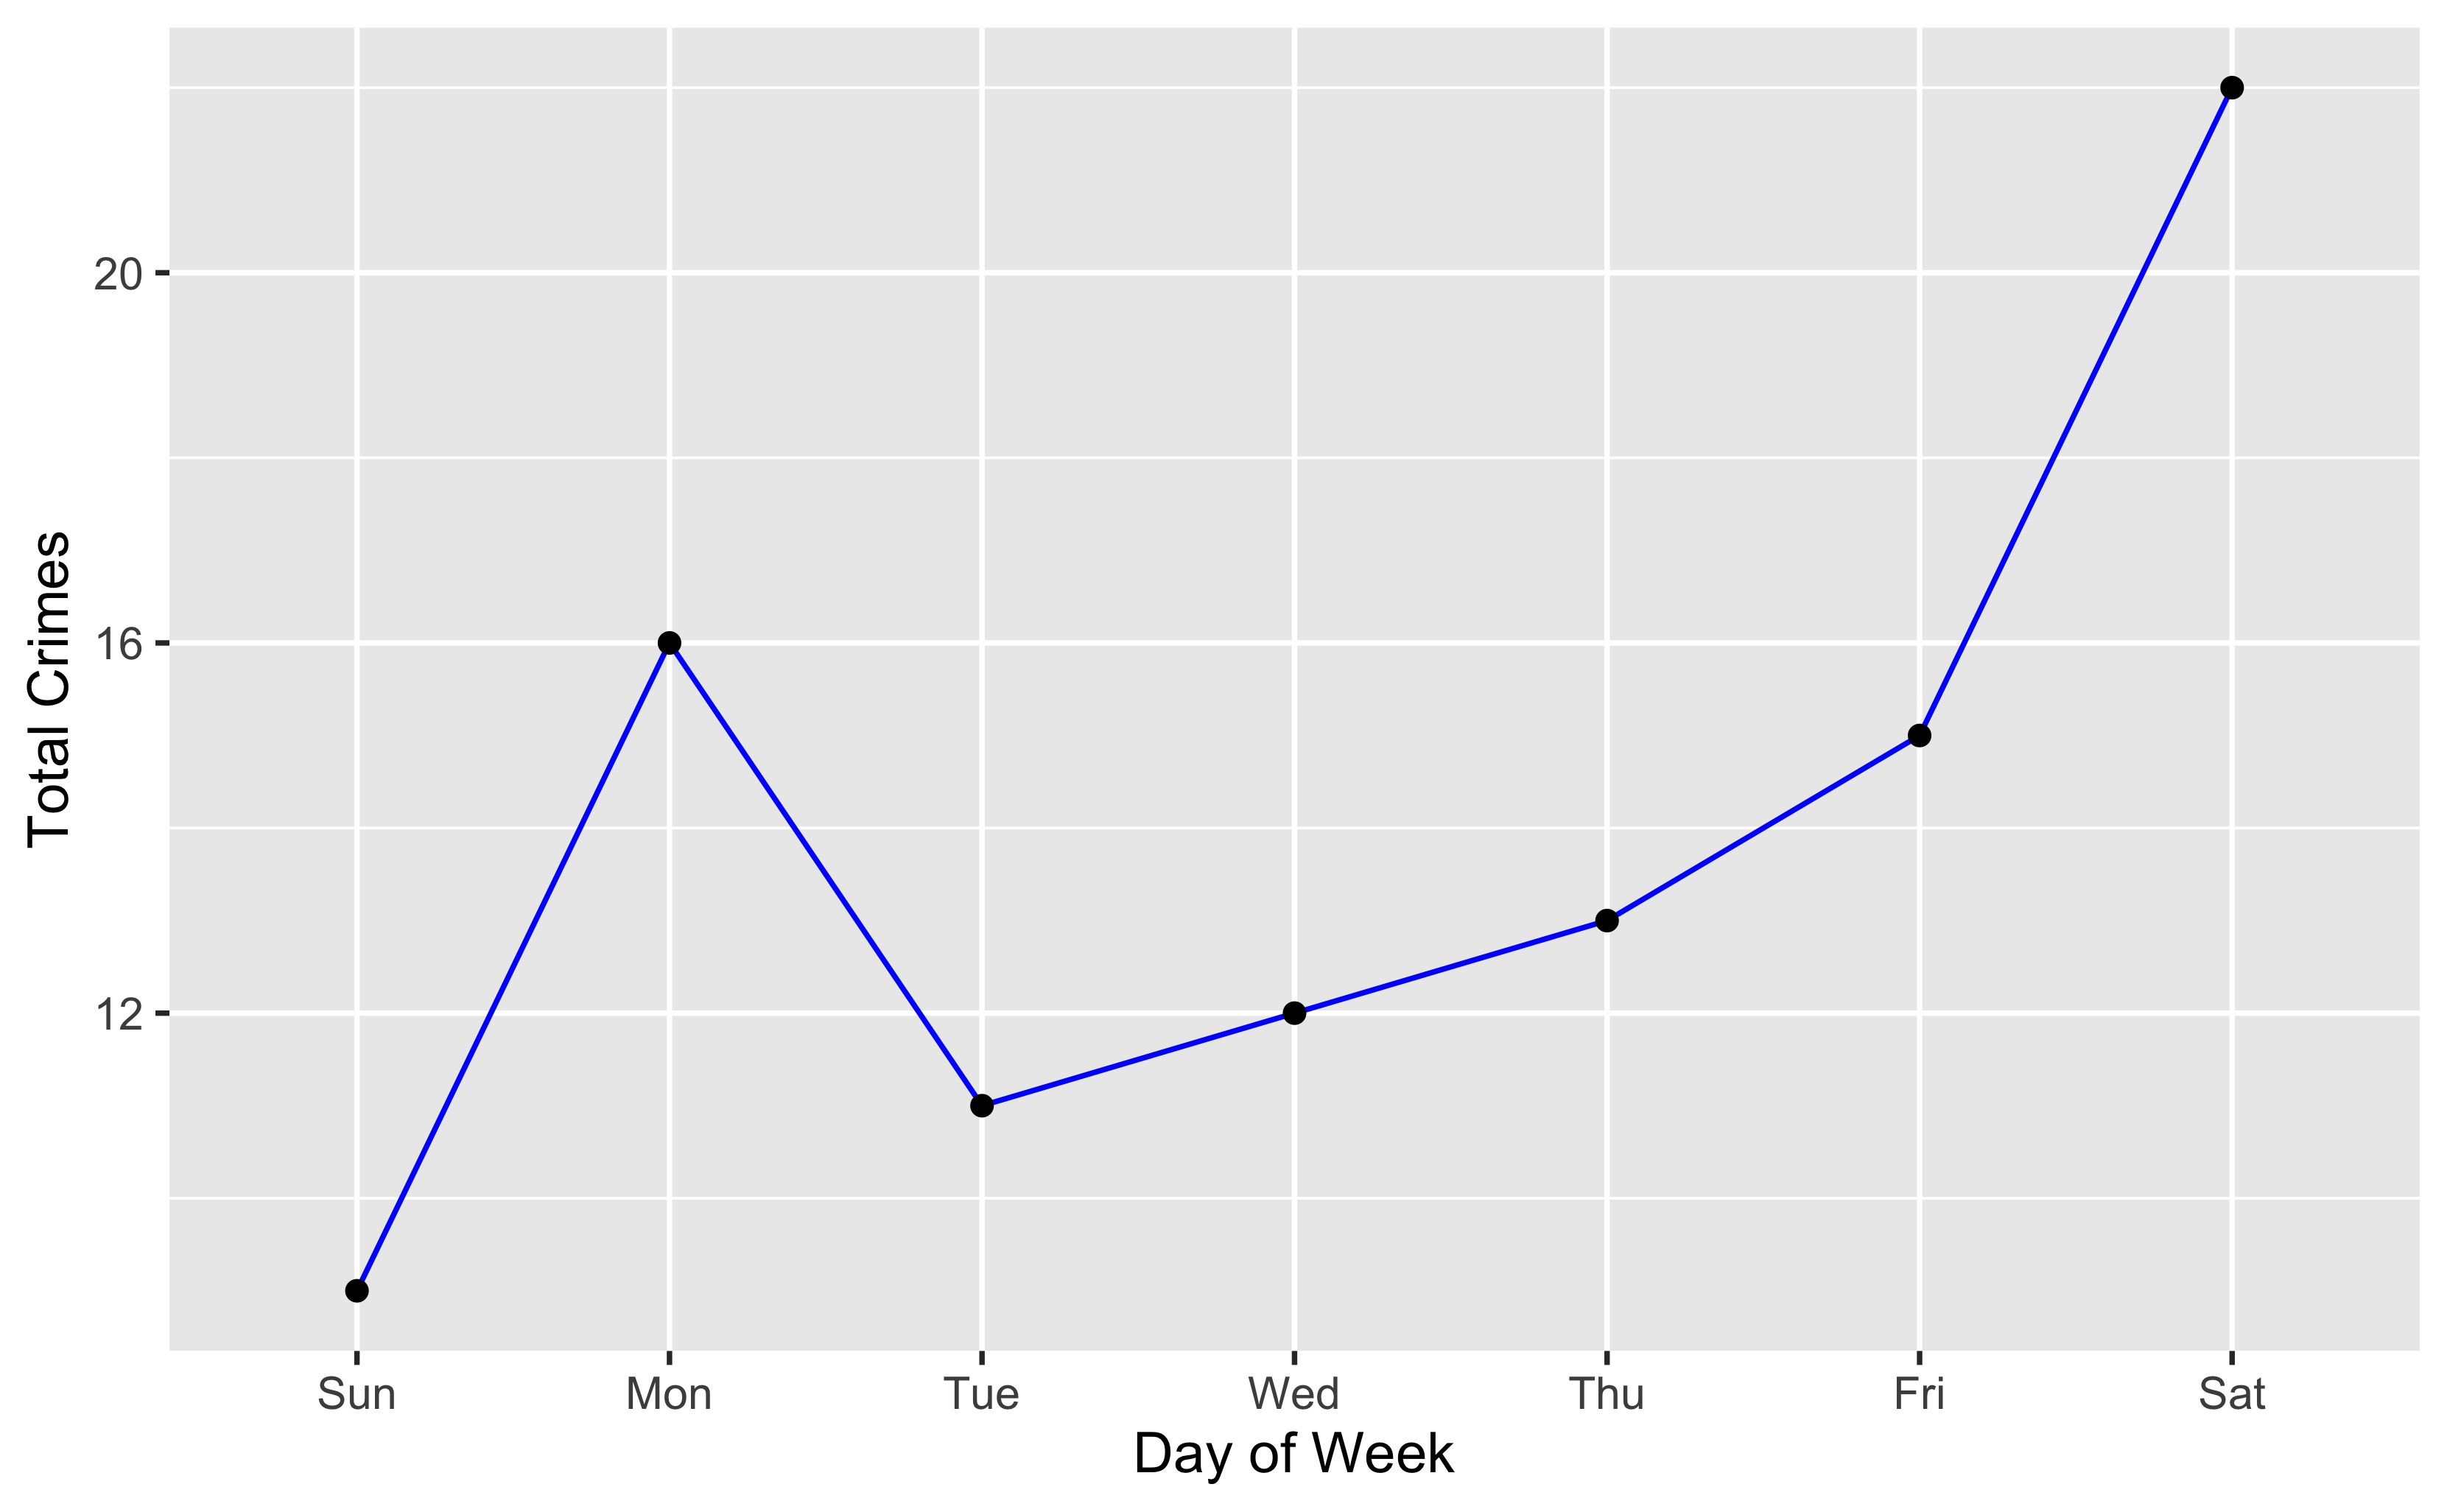 Total Crimes
20
16
12
Sun Mon Tue Wed Thu Fri Sat
Day of Week